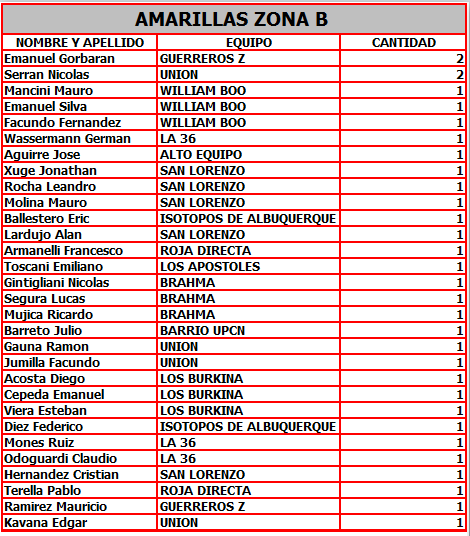 AMARILLAS ZONA B
NOMBRE Y APELLIDO EQUIPO CANTIDAD
Emanuel Gorbaran GUERREROS Z 2
Serran Nicolas UNION 2
Mancini Mauro WILLIAM BOO 1
Emanuel Silva WILLIAM BOO 1
Facundo Fernandez WILLIAM BOO 1
Wassermann German LA 36 1
Aguirre Jose ALTO EQUIPO 1
Xuge Jonathan SAN LORENZO 1
Rocha Leandro SAN LORENZO 1
Molina Mauro SAN LORENZO 1
Ballestero Eric ISOTOPOS DE ALBUQUERQUE 1
Lardujo Alan SAN LORENZO 1
Armanelli Francesco ROJA DIRECTA 1
Toscani Emiliano LOS APOSTOLES 1
Gintigliani Nicolas BRAHMA 1
Segura Lucas BRAHMA 1
Mujica Ricardo BRAHMA 1
Barreto Julio BARRIO UPCN 1
Gauna Ramon UNION 1
Jumilla Facundo UNION 1
Acosta Diego LOS BURKINA 1
Cepeda Emanuel LOS BURKINA 1
Viera Esteban LOS BURKINA 1
Diez Federico ISOTOPOS DE ALBUQUERQUE 1
Mones Ruiz LA 36 1
Odoguardi Claudio LA 36 1
Hernandez Cristian SAN LORENZO 1
Terella Pablo ROJA DIRECTA 1
Ramirez Mauricio GUERREROS Z 1
Kavana Edgar UNION 1